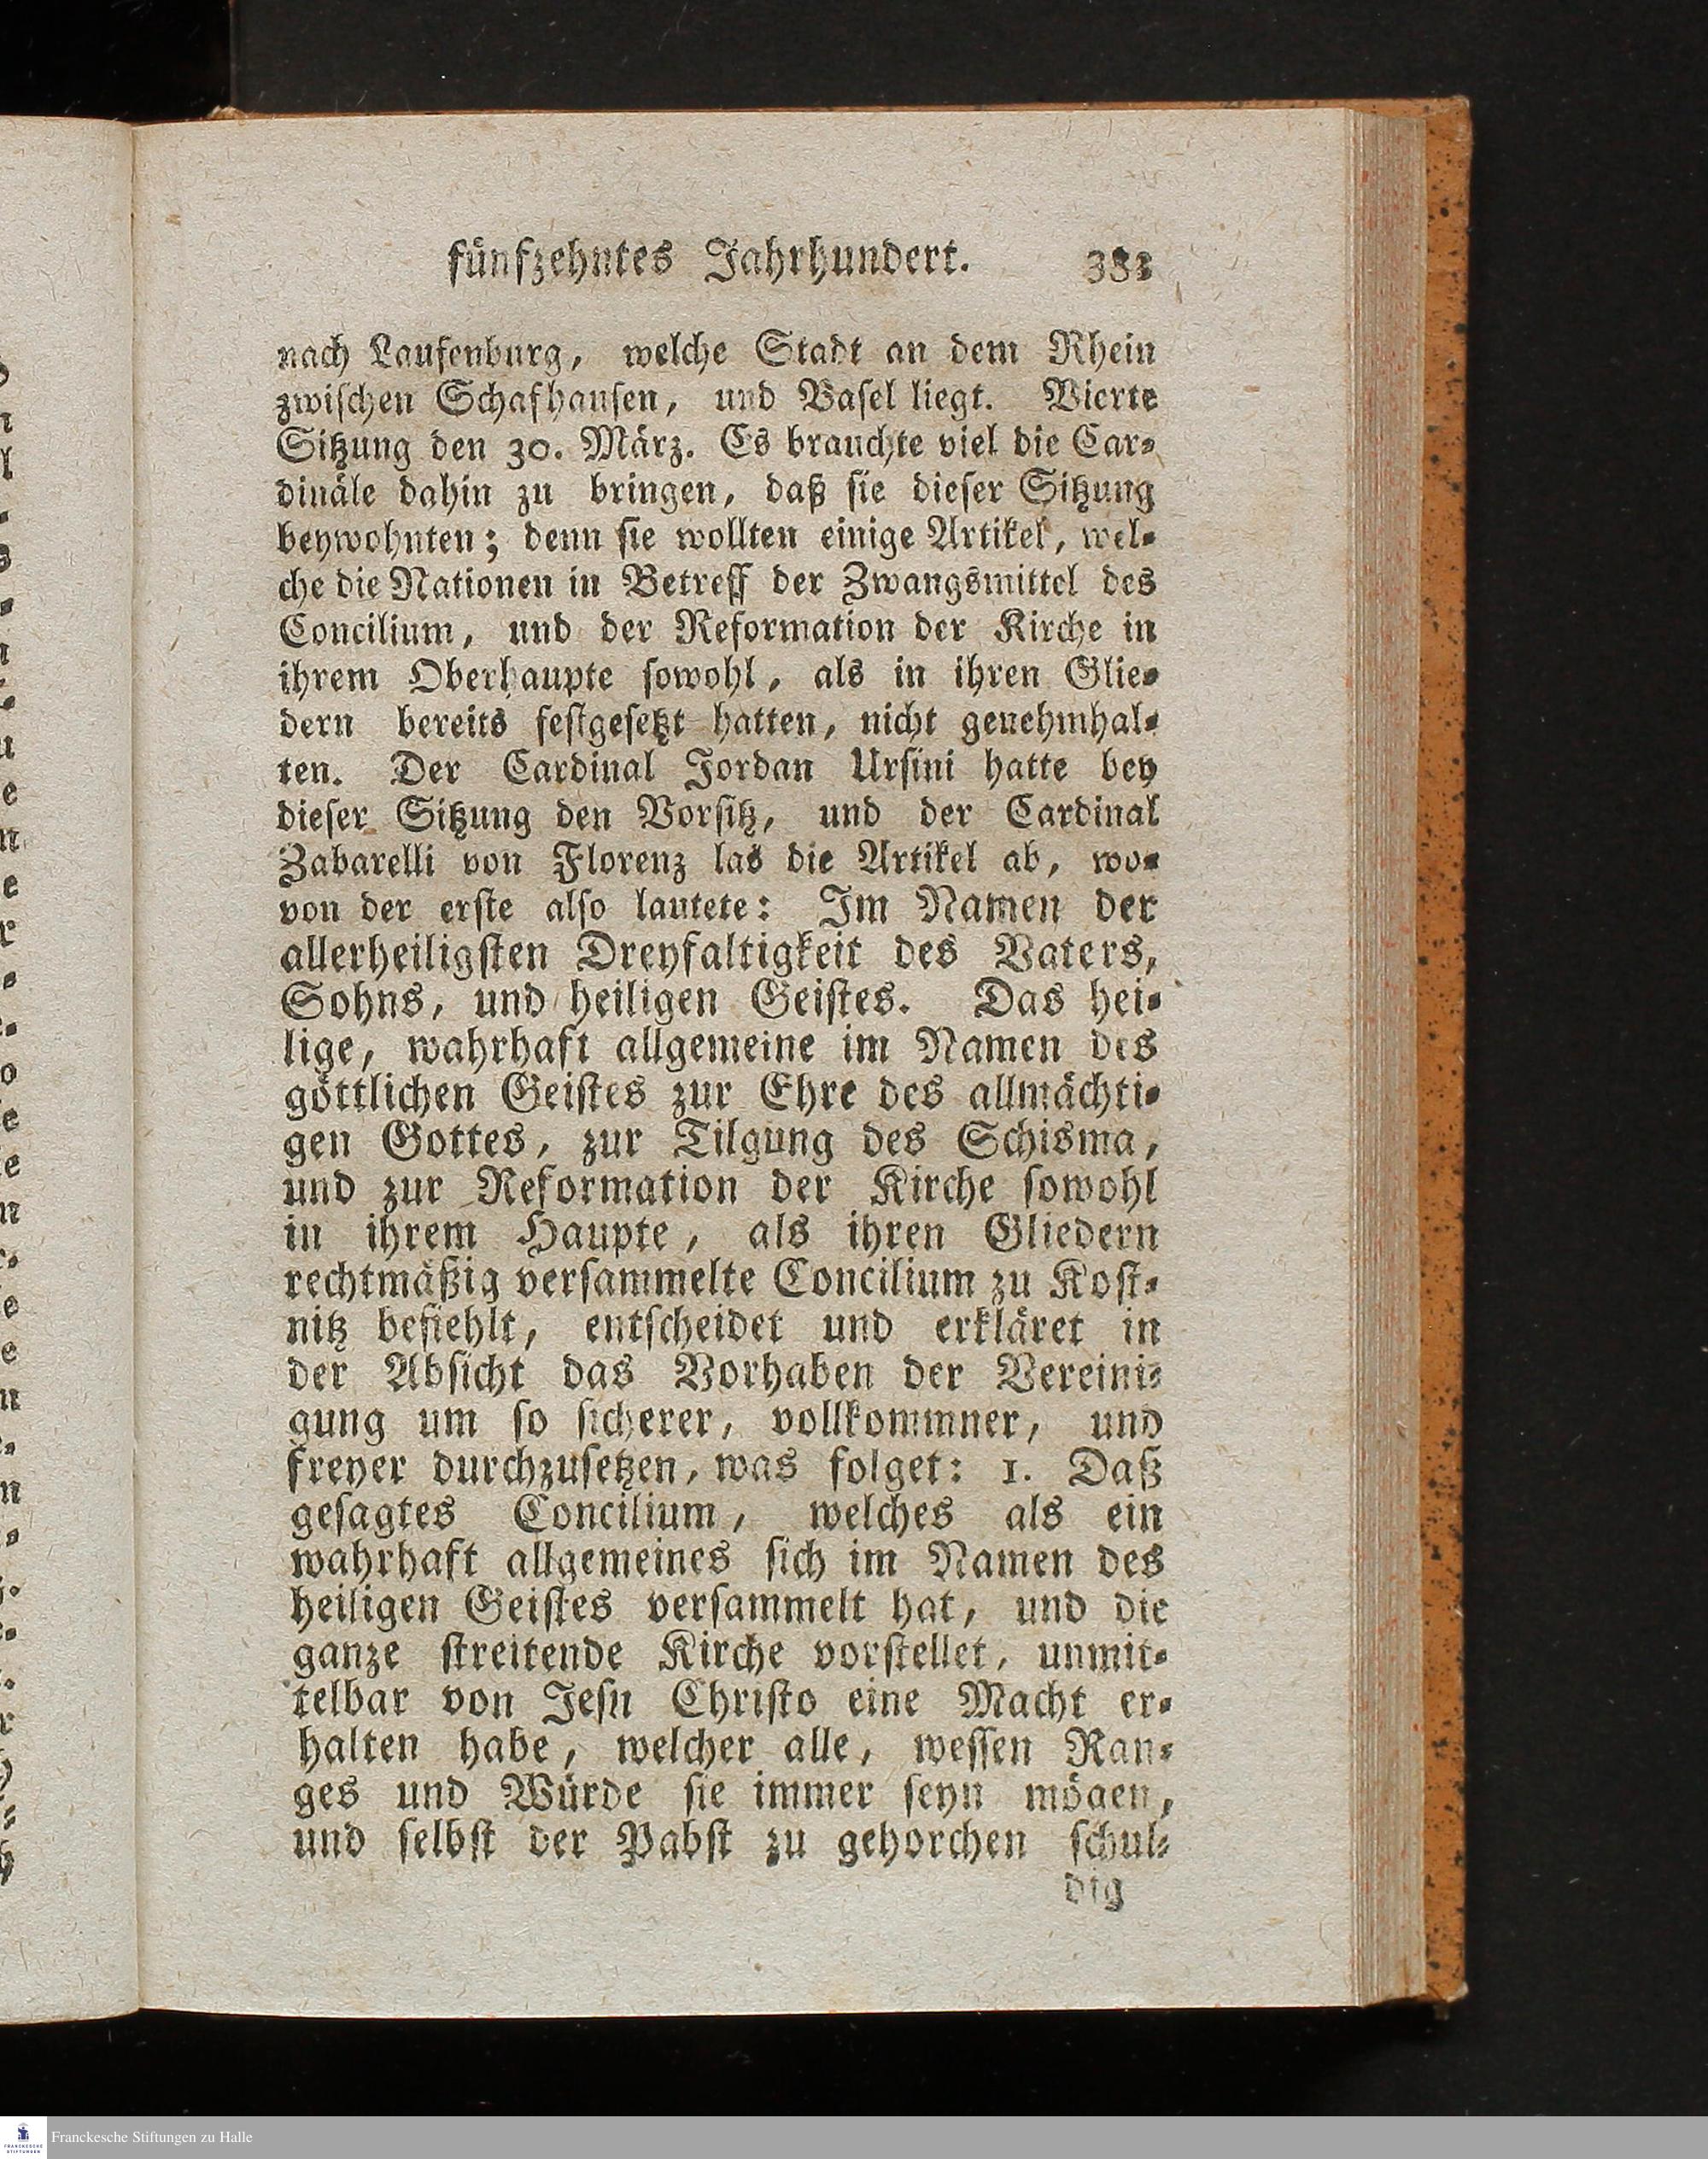 fünfzehntes Jahrhundert. 383
nach Laufenburg, welche Stadt an dem Rhein
zwischen Schafhausen, und Basel liegt. Vierte
Sitzung den 30. März. Es brauchte viel die Car-
dinäle dahin zu bringen, daß sie dieser Sitzung
beywohnten; denn sie wollten einige Artikel, wel-
che die Nationen in Betreff der Zwangsmittel des
Concilium, und der Reformation der Kirche in
ihrem Oberhaupte sowohl, als in ihren Glie-
dern bereits festgesetzt hatten, nicht genehmhal-
ten. Der Cardinal Jordan Ursini hatte bey
dieser Sitzung den Vorsitz, und der Cardinal
Zabarelli von Florenz las die Artikel ab, wo-
von der erste also lautete: Im Namen der
allerheiligsten Dreyfaltigkeit des Vaters,
Sohns, und heiligen Geistes. Das hei-
lige, wahrhaft allgemeine im Namen des
göttlichen Geistes zur Ehre des allmächti-
gen Gottes, zur Tilgung des Schisma,
und zur Reformation der Kirche sowohl
in ihrem Haupte, als ihren Gliedern
rechtmäßig versammelte Concilium zu Kost-
nitz befiehlt, entscheidet und erkläret in
der Absicht das Vorhaben der Vereini-
gung um so sicherer, vollkommner, und
freyer durchzusetzen, was folget: 1. Daß
gesagtes Concilium, welches als ein
wahrhaft allgemeines sich im Namen des
heiligen Geistes versammelt hat, und die
ganze streitende Kirche vorstellet, unmit-
telbar von Jesu Christo eine Macht er-
halten habe, welcher alle, wessen Ran-
ges und Würde sie immer seyn mögen,
und selbst der Pabst zu gehorchen schul-
dig
Franckesche Stiftungen zu Halle